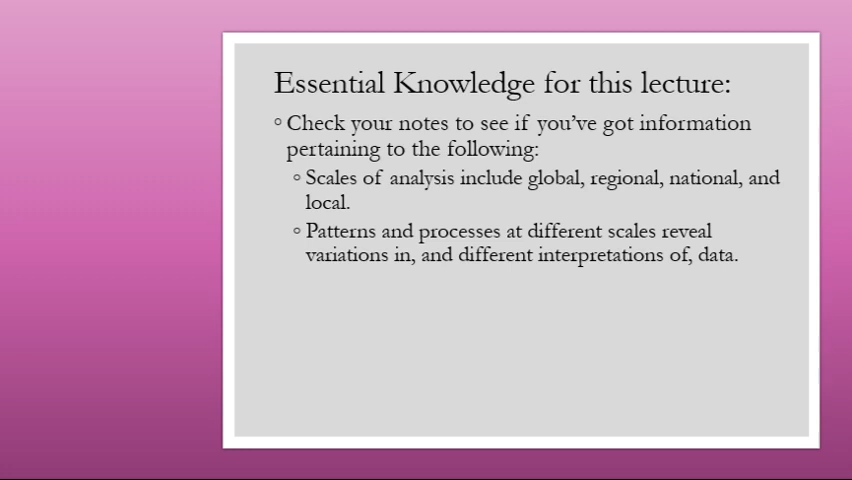 Essential Knowledge for this lecture:
◦ Check your notes to see if you've got information
pertaining to the following:
◦ Scales of analysis include global, regional, national, and
local.
◦ Patterns and processes at different scales reveal
variations in, and different interpretations of, data.